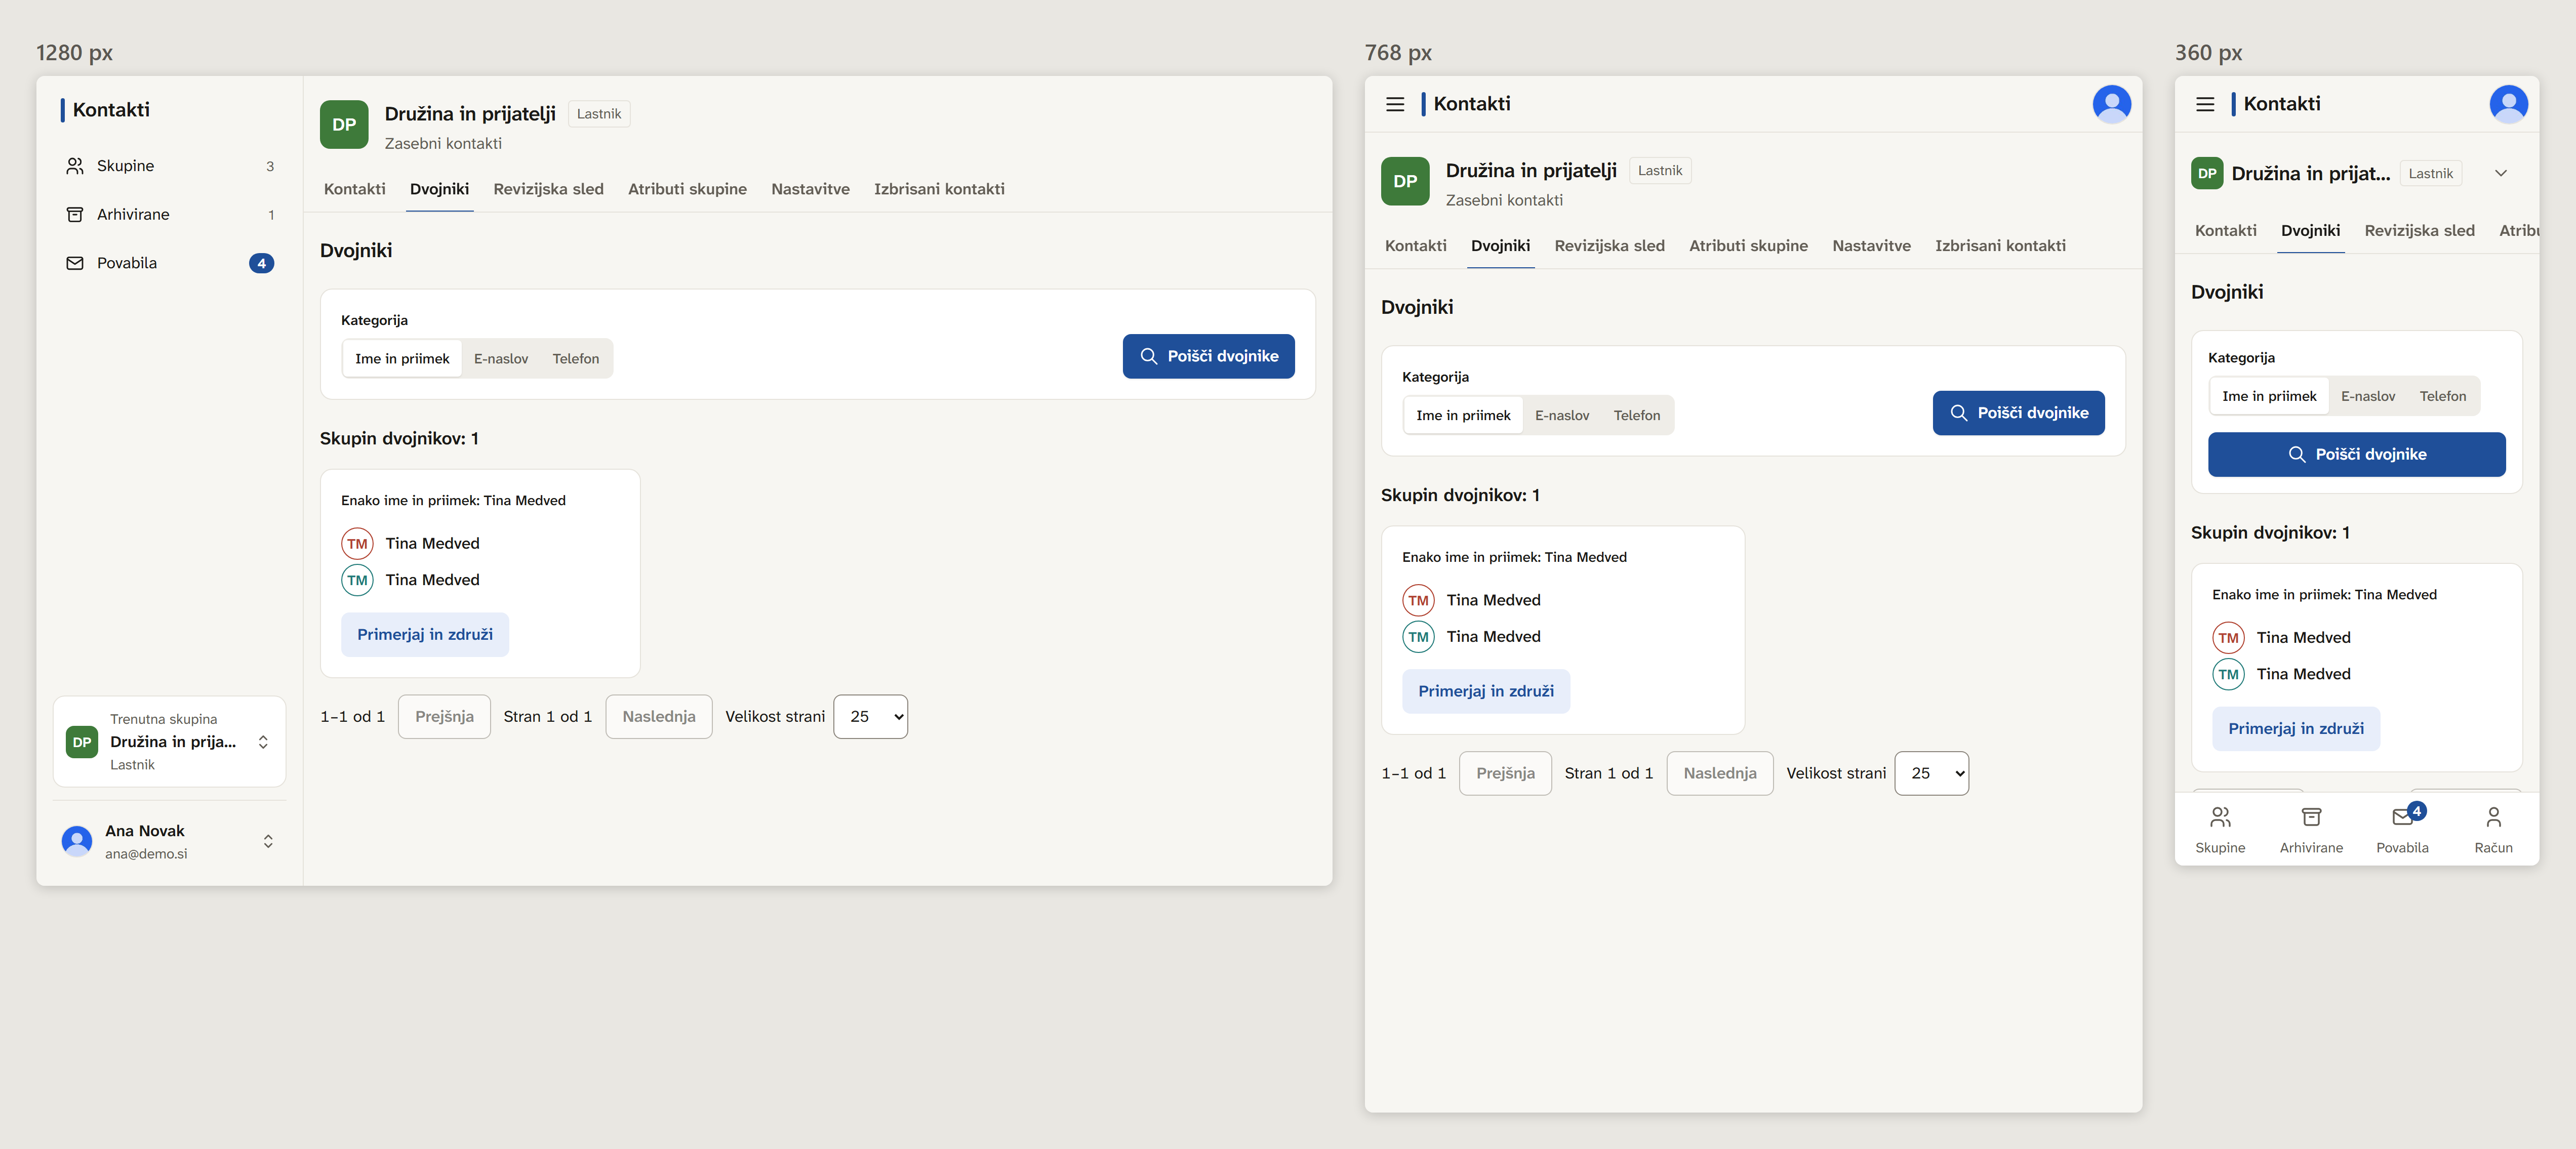 1280 px
Kontakti
Skupine 3
Arhivirane 1
Povabila 4
Trenutna skupina
DP Družina in prija...
Lastnik
Ana Novak
ana@demo.si
DP Družina in prijatelji Lastnik
Zasebni kontakti
Kontakti Dvojniki Revizijska sled Atributi skupine Nastavitve Izbrisani kontakti
Dvojniki
Kategorija
Ime in priimek E-naslov Telefon Poišči dvojnike
Skupin dvojnikov: 1
Enako ime in priimek: Tina Medved
TM Tina Medved
TM Tina Medved
Primerjaj in združi
1–1 od 1 Prejšnja Stran 1 od 1 Naslednja Velikost strani 25
768 px
Kontakti
DP Družina in prijatelji Lastnik
Zasebni kontakti
Kontakti Dvojniki Revizijska sled Atributi skupine Nastavitve Izbrisani kontakti
Dvojniki
Kategorija
Ime in priimek E-naslov Telefon Poišči dvojnike
Skupin dvojnikov: 1
Enako ime in priimek: Tina Medved
TM Tina Medved
TM Tina Medved
Primerjaj in združi
1–1 od 1 Prejšnja Stran 1 od 1 Naslednja Velikost strani 25
360 px
Kontakti
DP Družina in prijat... Lastnik
Kontakti Dvojniki Revizijska sled Atribu
Dvojniki
Kategorija
Ime in priimek E-naslov Telefon
Poišči dvojnike
Skupin dvojnikov: 1
Enako ime in priimek: Tina Medved
TM Tina Medved
TM Tina Medved
Primerjaj in združi
4
Skupine Arhivirane Povabila Račun